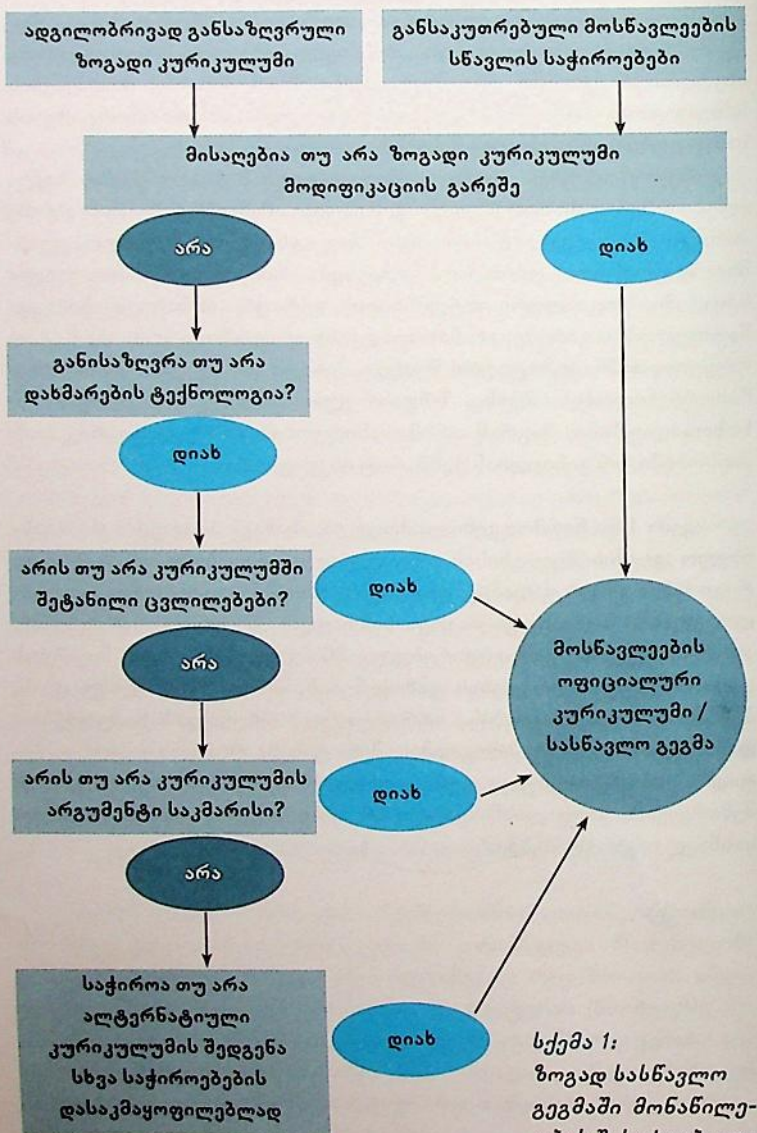 ადგილობრივად განსაზღვრული
ზოგადი კურიკულუმი
განსაკუთრებული მოსწავლეების
სწავლის საჭიროებები
მისაღებია თუ არა ზოგადი კურიკულუმი
მოდიფიკაციის გარეშე
არა
დიახ
განისაზღვრა თუ არა
დახმარების ტექნოლოგია?
დიახ
არის თუ არა კურიკულუმში
შეტანილი ცვლილებები?
დიახ
არა
მოსწავლეების
ოფიციალური
კურიკულუმი /
სასწავლო გეგმა
არის თუ არა კურიკულუმის
არგუმენტი საკმარისი?
დიახ
არა
საჭიროა თუ არა
ალტერნატიული
კურიკულუმის შედგენა
სხვა საჭიროებების
დასაკმაყოფილებლად
დიახ
სქემა 1:
ზოგად სასწავლო
გეგმაში მონაწილე-